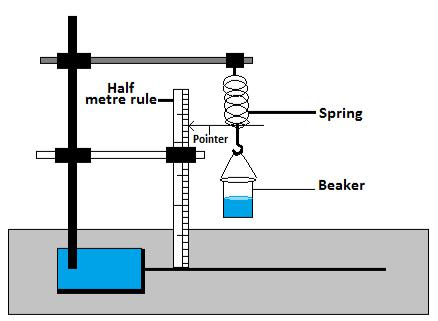 Half
metre rule
Pointer
Spring
Beaker